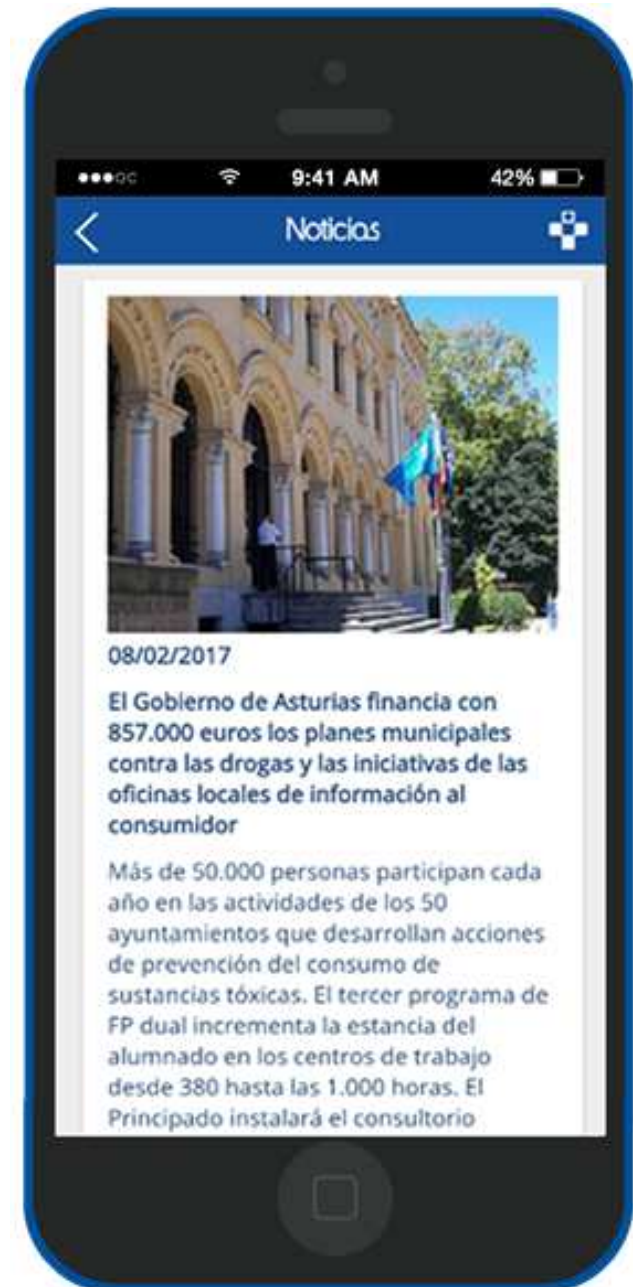 9:41 AM
42%
Noticias
08/02/2017
El Gobierno de Asturias financia con
857.000 euros los planes municipales
contra las drogas y las iniciativas de las
oficinas locales de información al
consumidor
Más de 50.000 personas participan cada
año en las actividades de los 50
ayuntamientos que desarrollan acciones
de prevención del consumo de
sustancias tóxicas. El tercer programa de
FP dual incrementa la estancia del
alumnado en los centros de trabajo
desde 380 hasta las 1.000 horas. El
Principado instalará el consultorio